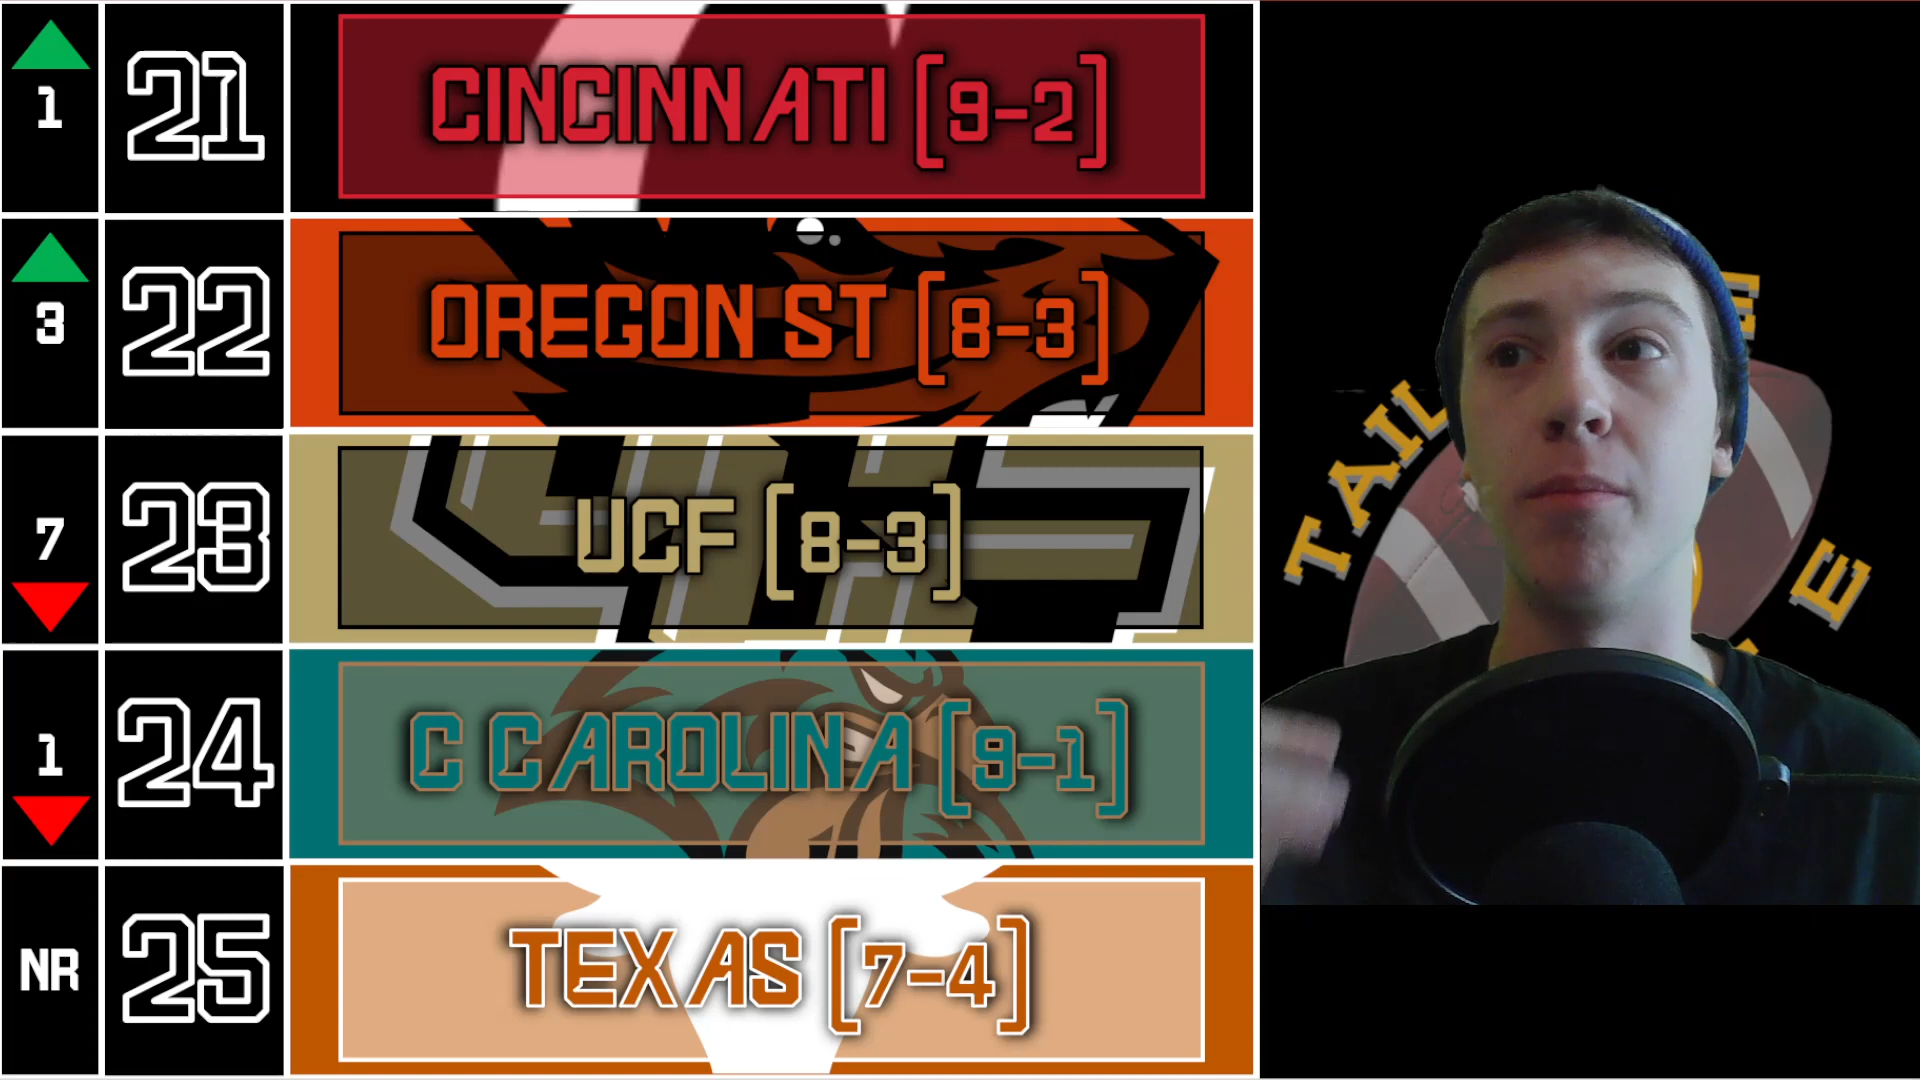 1 21 CINCINNATI [9-2]
3 22 OREGON ST [8-3]
7 23 UCF [8-3]
1 24 C CAROLINA [9-1]
NR 25 TEXAS [7-4]
TAIL
E
E